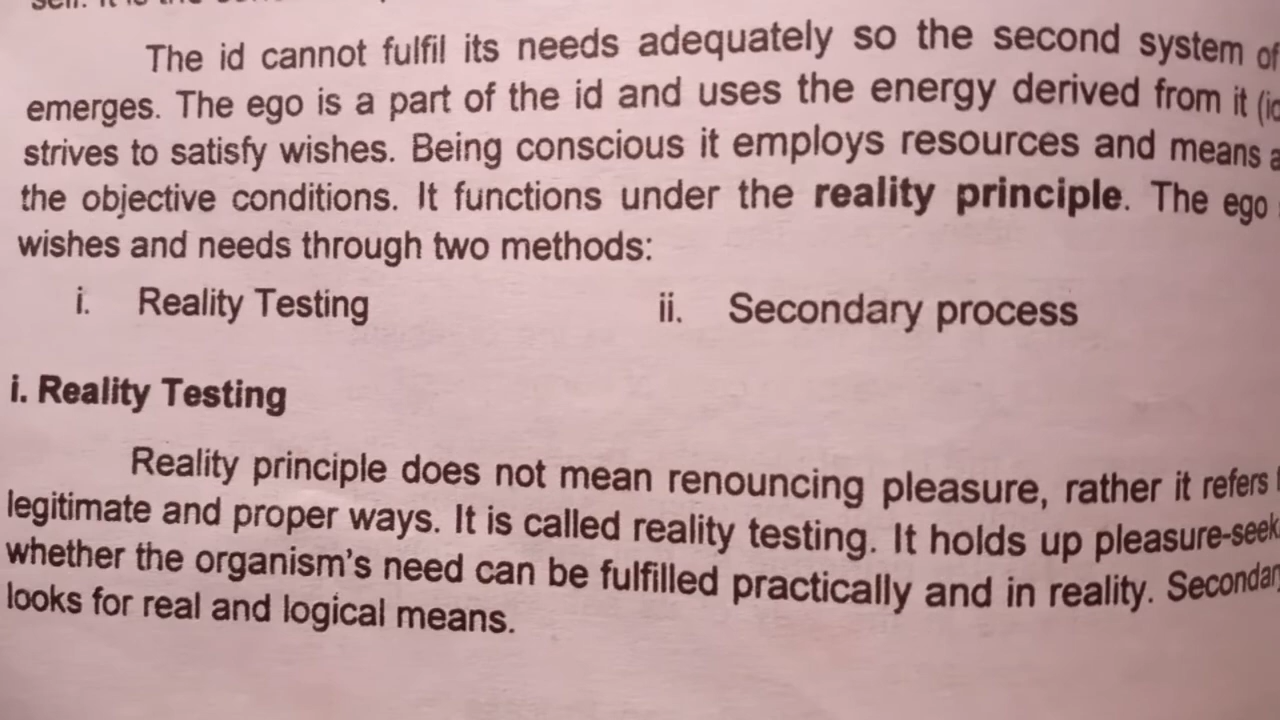 The id cannot fulfil its needs adequately so the second system of
emerges. The ego is a part of the id and uses the energy derived from it
strives to satisfy wishes. Being conscious it employs resources and means
the objective conditions. It functions under the reality principle. The ego
wishes and needs through two methods:
i. Reality Testing ii. Secondary process
i. Reality Testing
Reality principle does not mean renouncing pleasure, rather it refers
legitimate and proper ways. It is called reality testing. It holds up pleasure-seek
whether the organism's need can be fulfilled practically and in reality. Secondar
looks for real and logical means.